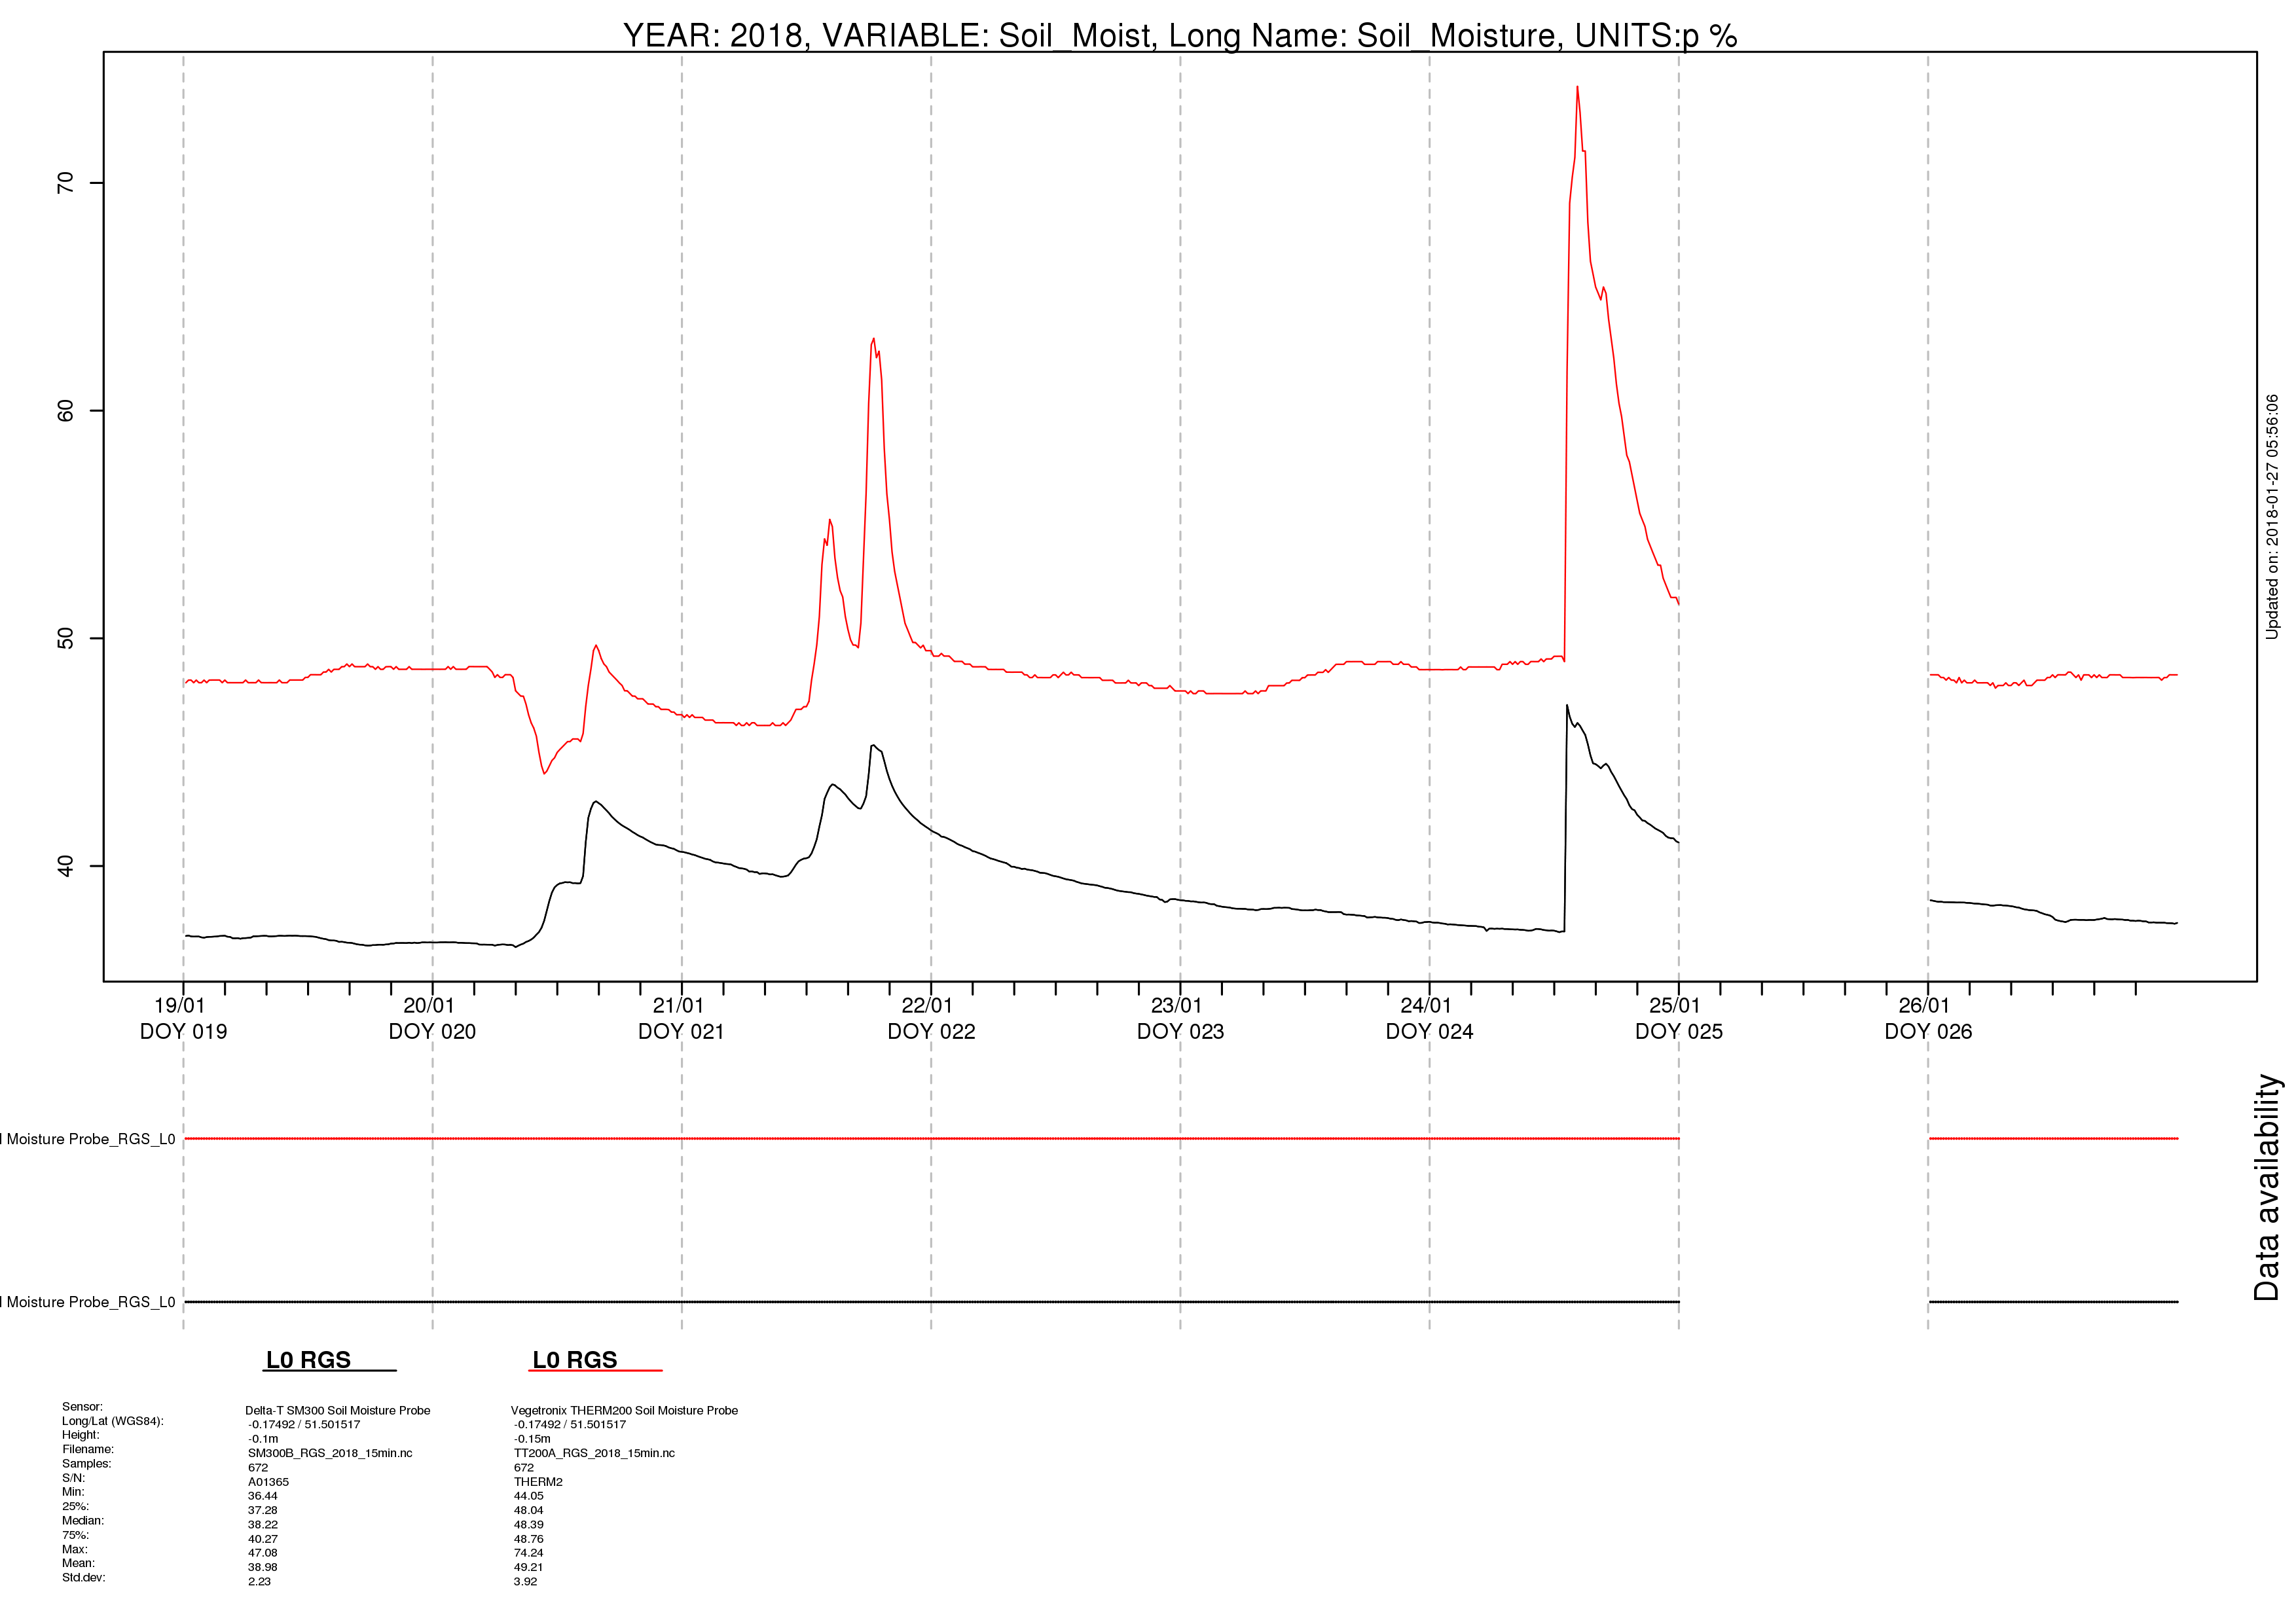 YEAR: 2018, VARIABLE: Soil_Moist, Long Name: Soil_Moisture, UNITS:p %
70
60
50
40
Updated on: 2018-01-27 05:56:06
19/01 20/01 21/01 22/01 23/01 24/01 25/01 26/01
DOY 019 DOY 020 DOY 021 DOY 022 DOY 023 DOY 024 DOY 025 DOY 026
Data availability
l Moisture Probe_RGS_L0
l Moisture Probe_RGS_L0
L0 RGS L0 RGS
Sensor: Delta-T SM300 Soil Moisture Probe Vegetronix THERM200 Soil Moisture Probe
Long/Lat (WGS84): -0.17492 / 51.501517 -0.17492 / 51.501517
Height: -0.1m -0.15m
Filename: SM300B_RGS_2018_15min.nc TT200A_RGS_2018_15min.nc
Samples: 672 672
S/N: A01365 THERM2
Min: 36.44 44.05
25%: 37.28 48.04
Median: 38.22 48.39
75%: 40.27 48.76
Max: 47.08 74.24
Mean: 38.98 49.21
Std.dev: 2.23 3.92